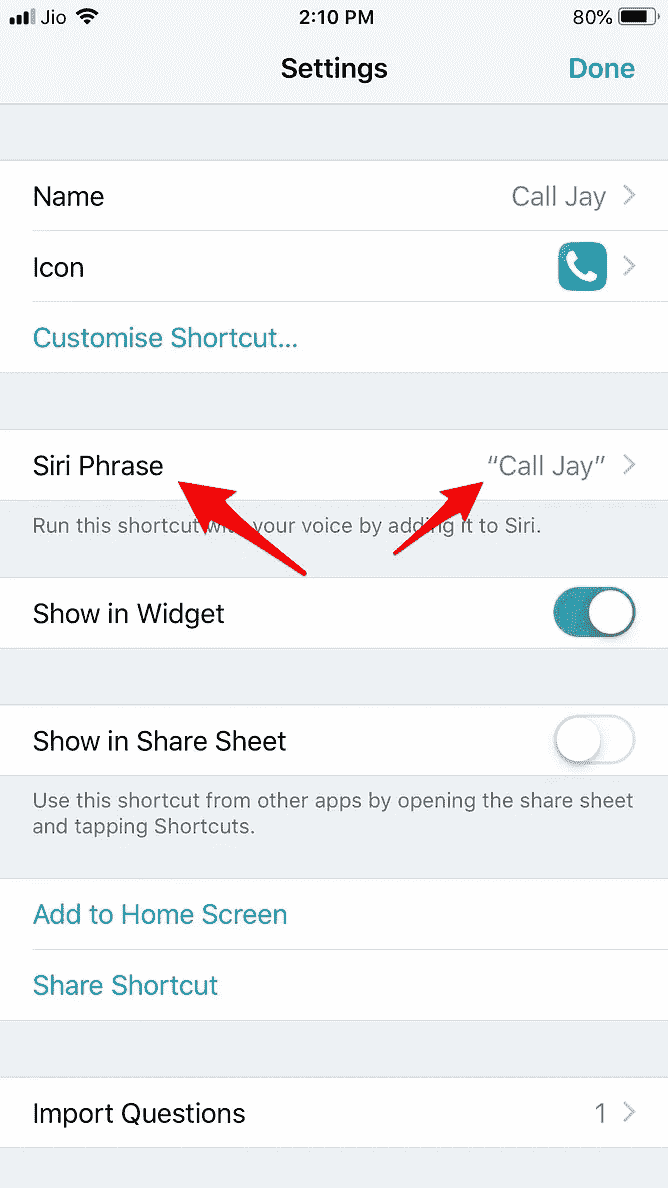 Jio 2:10 PM 80%
Settings Done
Name Call Jay
Icon
Customise Shortcut...
Siri Phrase “Call Jay”
Run this shortcut with your voice by adding it to Siri.
Show in Widget
Show in Share Sheet
Use this shortcut from other apps by opening the share sheet
and tapping Shortcuts.
Add to Home Screen
Share Shortcut
Import Questions 1